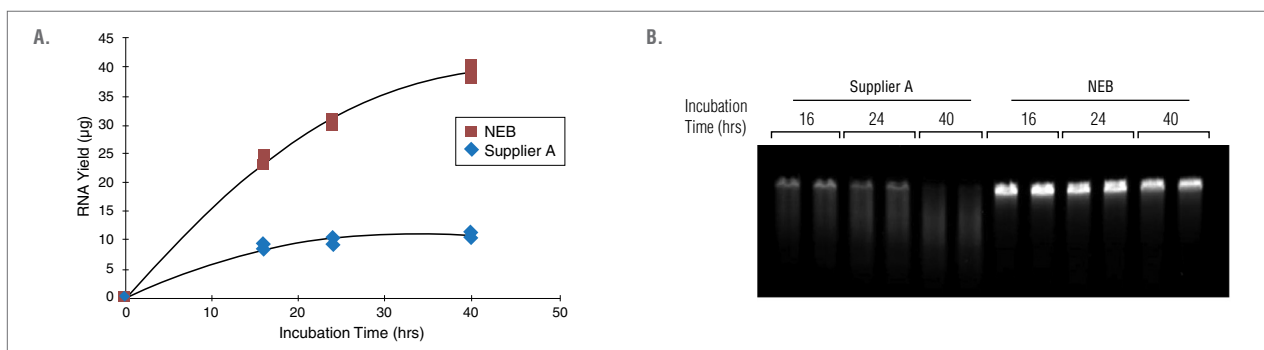 A.
RNA Yield (µg)
45
40
35
30
25
20
15
10
5
0
0 10 20 30 40 50
Incubation Time (hrs)
NEB
Supplier A
B.
Supplier A NEB
Incubation
Time (hrs)
16 24 40 16 24 40